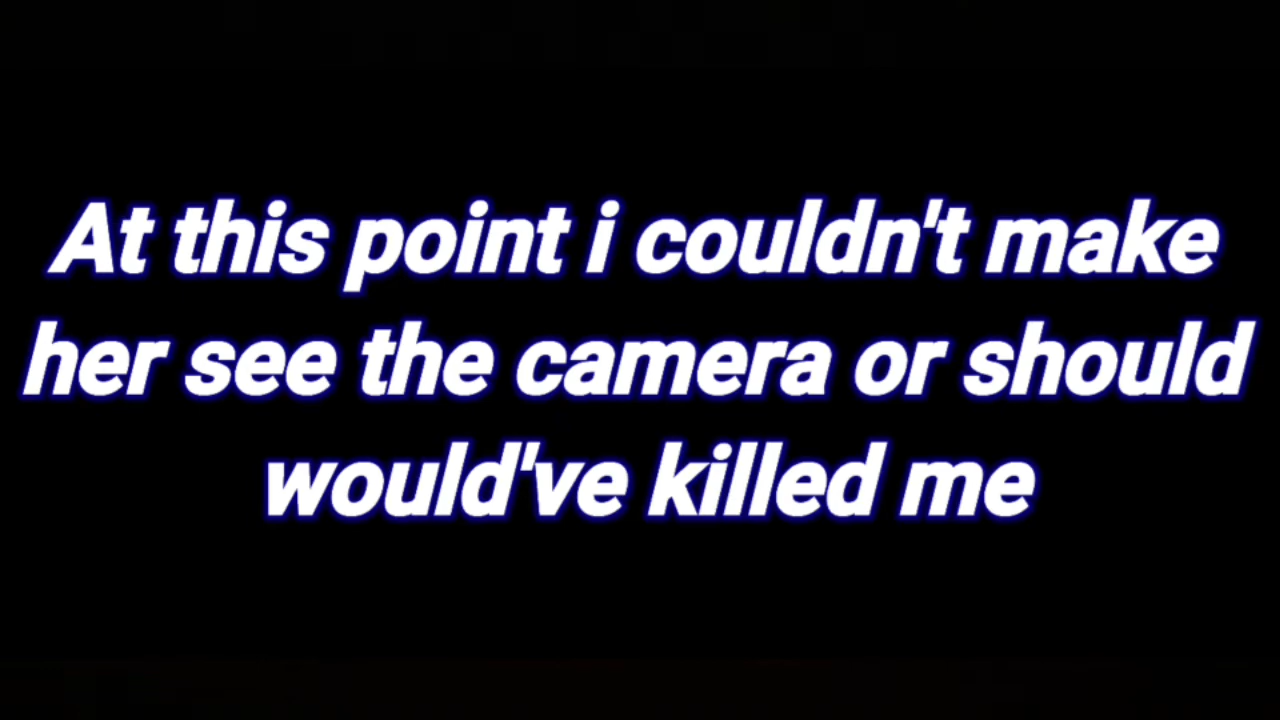 At this point i couldn't make
her see the camera or should
would've killed me